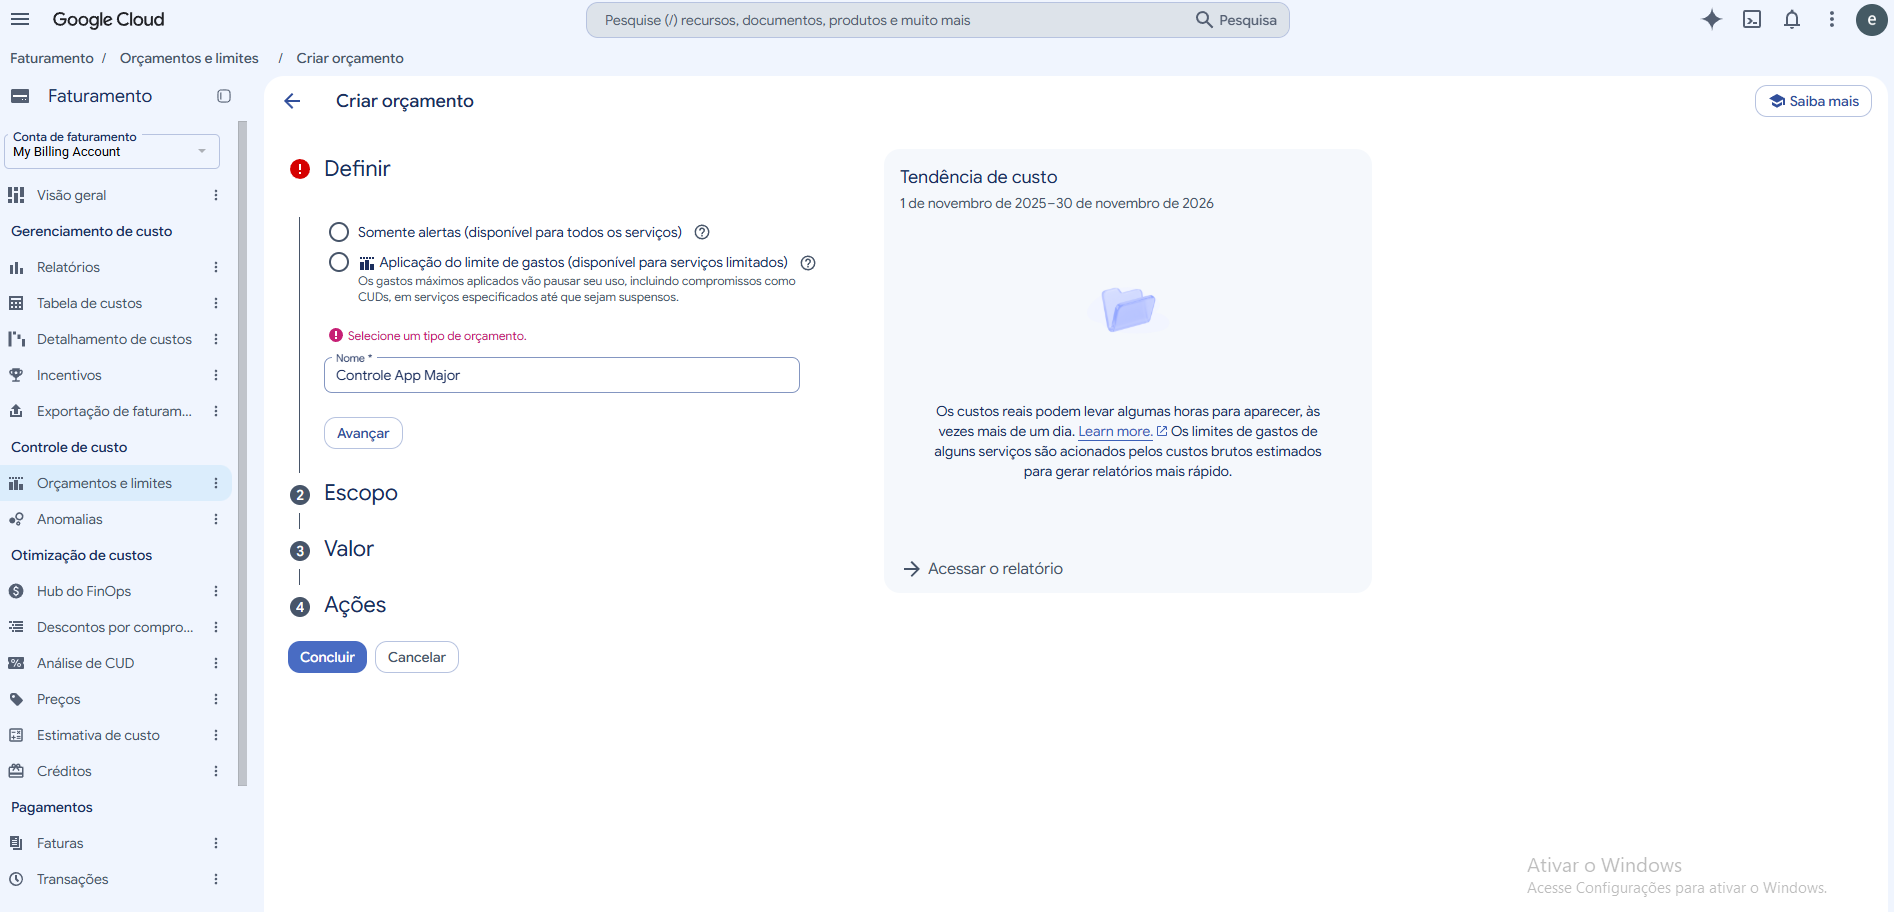 Google Cloud
Pesquise (/) recursos, documentos, produtos e muito mais
Pesquisa
e
Faturamento / Orçamentos e limites / Criar orçamento
Faturamento
Conta de faturamento
My Billing Account
Visão geral
Gerenciamento de custo
Relatórios
Tabela de custos
Detalhamento de custos
Incentivos
Exportação de faturam...
Controle de custo
Orçamentos e limites
Anomalias
Otimização de custos
Hub do FinOps
Descontos por compro...
Análise de CUD
Preços
Estimativa de custo
Créditos
Pagamentos
Faturas
Transações
Criar orçamento
Saiba mais
Definir
Somente alertas (disponível para todos os serviços)
Aplicação do limite de gastos (disponível para serviços limitados)
Os gastos máximos aplicados vão pausar seu uso, incluindo compromissos como
CUDs, em serviços especificados até que sejam suspensos.
Selecione um tipo de orçamento.
Nome *
Controle App Major
Avançar
2 Escopo
3 Valor
4 Ações
Concluir
Cancelar
Tendência de custo
1 de novembro de 2025–30 de novembro de 2026
Os custos reais podem levar algumas horas para aparecer, às
vezes mais de um dia. Learn more. Os limites de gastos de
alguns serviços são acionados pelos custos brutos estimados
para gerar relatórios mais rápido.
Acessar o relatório
Ativar o Windows
Acesse Configurações para ativar o Windows.